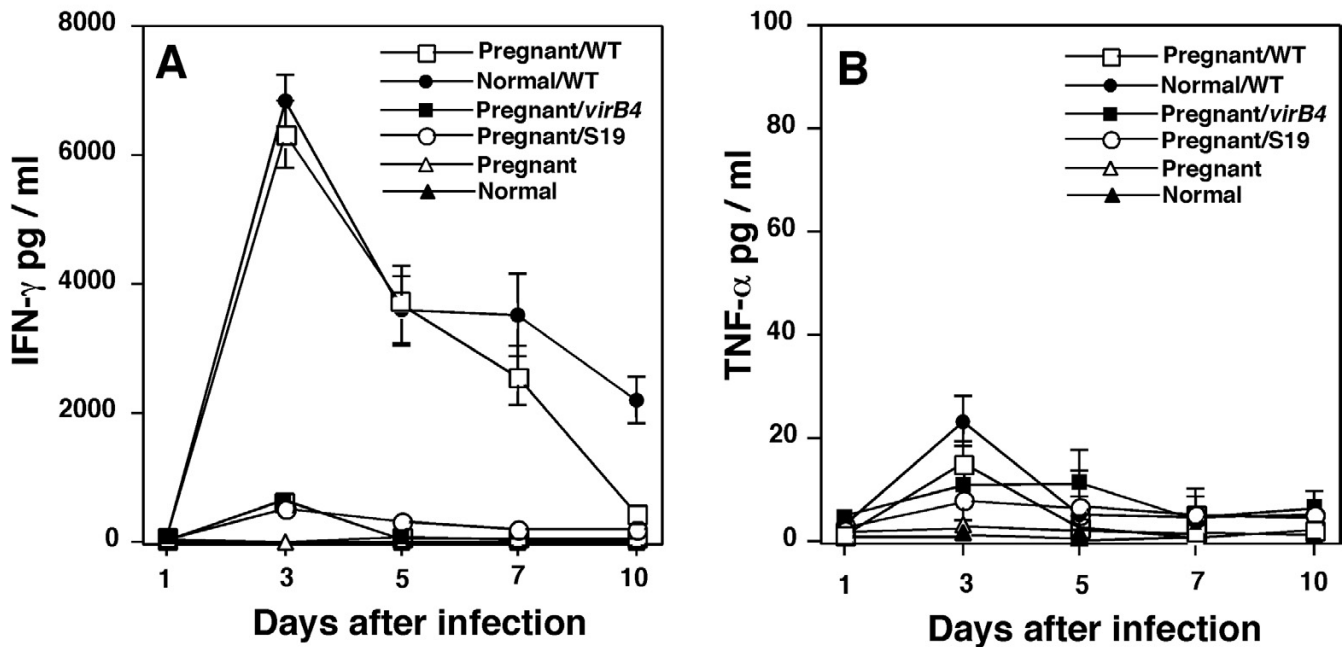 A
8000
6000
4000
2000
0
IFN-γ pg / ml
Pregnant/WT
Normal/WT
Pregnant/virB4
Pregnant/S19
Pregnant
Normal
1 3 5 7 10
Days after infection
B
100
80
60
40
20
0
TNF-α pg / ml
Pregnant/WT
Normal/WT
Pregnant/virB4
Pregnant/S19
Pregnant
Normal
1 3 5 7 10
Days after infection